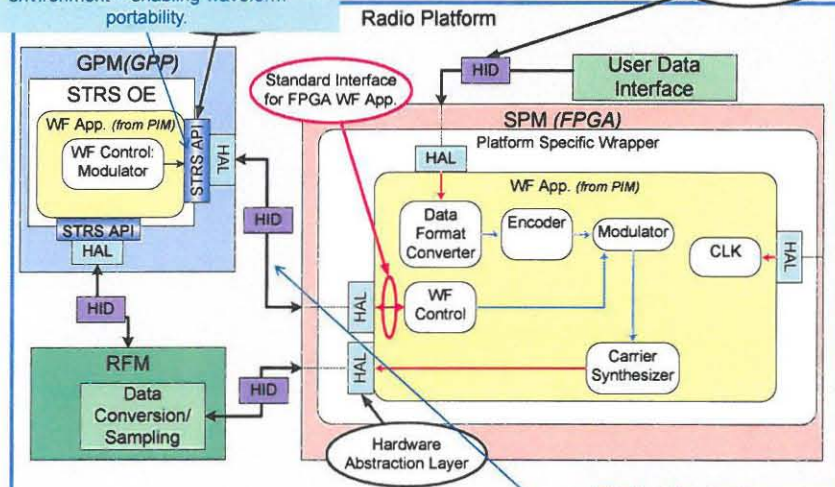 environment – enabling waveform
portability.
Radio Platform
GPM(GPP)
STRS OE
WF App. (from PIM)
WF Control:
Modulator
STRS API
HAL
STRS API
HAL
HID
HID
RFM
Data
Conversion/
Sampling
HID
Standard Interface
for FPGA WF App.
HID
User Data
Interface
SPM (FPGA)
Platform Specific Wrapper
HAL
WF App. (from PIM)
Data
Format
Converter
Encoder
Modulator
CLK
HAL
HAL
WF
Control
HAL
Carrier
Synthesizer
Hardware
Abstraction Layer